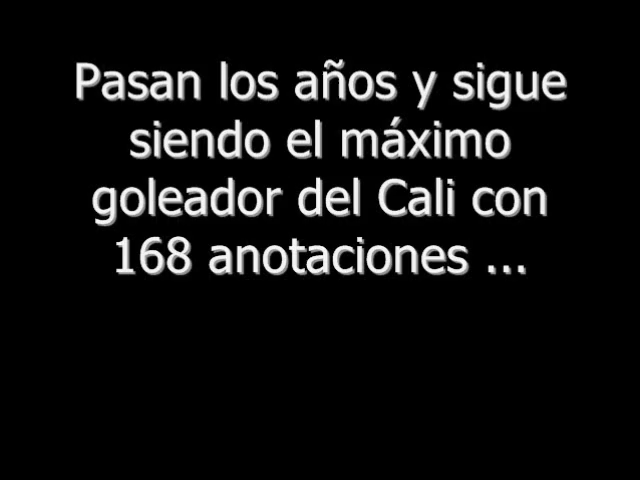 Pasan los años y sigue
siendo el máximo
goleador del Cali con
168 anotaciones ...